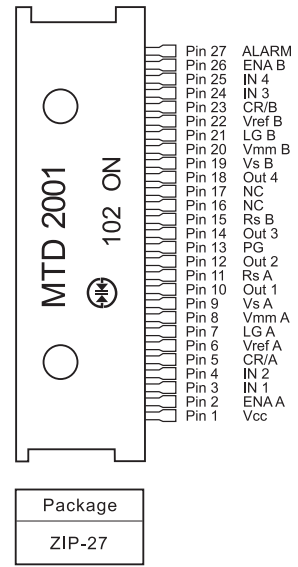 Pin 27 ALARM
Pin 26 ENA B
Pin 25 IN 4
Pin 24 IN 3
Pin 23 CR/B
Pin 22 Vref B
Pin 21 LG B
Pin 20 Vmm B
Pin 19 Vs B
Pin 18 Out 4
Pin 17 NC
Pin 16 NC
Pin 15 Rs B
Pin 14 Out 3
Pin 13 PG
Pin 12 Out 2
Pin 11 Rs A
Pin 10 Out 1
Pin 9 Vs A
Pin 8 Vmm A
Pin 7 LG A
Pin 6 Vref A
Pin 5 CR/A
Pin 4 IN 2
Pin 3 IN 1
Pin 2 ENA A
Pin 1 Vcc
MTD 2001
102 ON
Package
ZIP-27